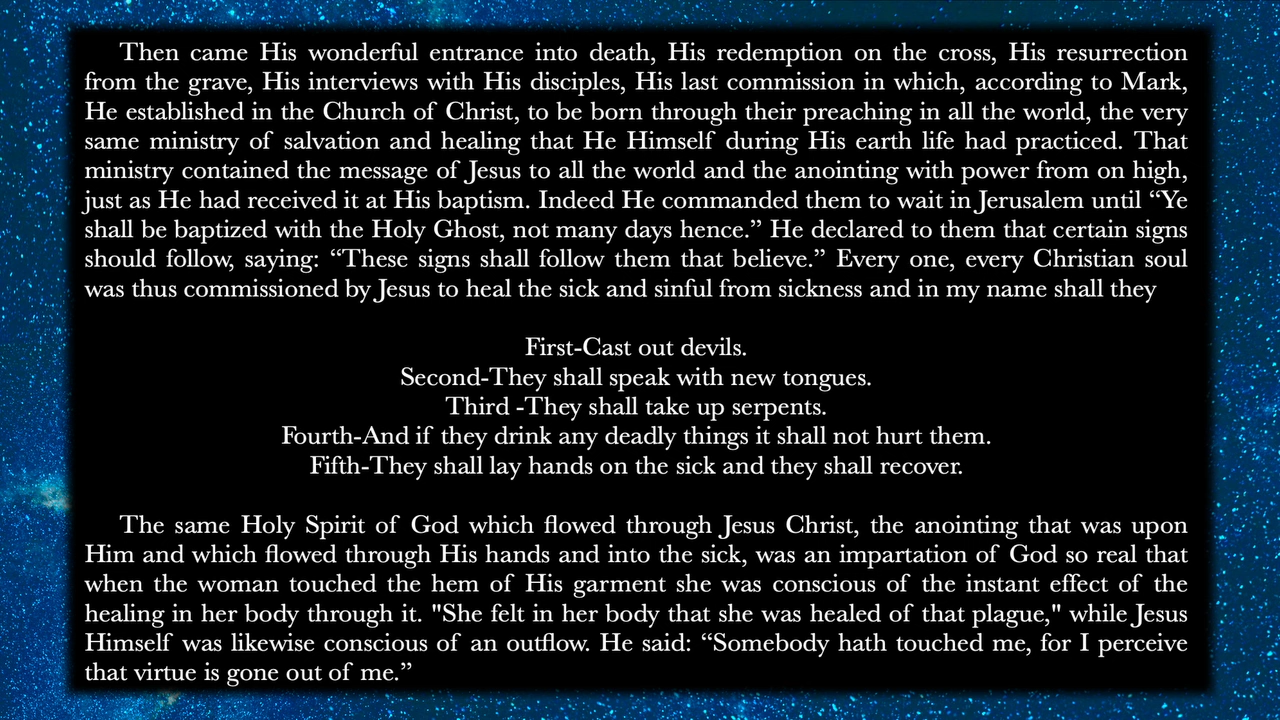 Then came His wonderful entrance into death, His redemption on the cross, His resurrection
from the grave, His interviews with His disciples, His last commission in which, according to Mark,
He established in the Church of Christ, to be born through their preaching in all the world, the very
same ministry of salvation and healing that He Himself during His earth life had practiced. That
ministry contained the message of Jesus to all the world and the anointing with power from on high,
just as He had received it at His baptism. Indeed He commanded them to wait in Jerusalem until “Ye
shall be baptized with the Holy Ghost, not many days hence.” He declared to them that certain signs
should follow, saying: “These signs shall follow them that believe.” Every one, every Christian soul
was thus commissioned by Jesus to heal the sick and sinful from sickness and in my name shall they
First-Cast out devils.
Second-They shall speak with new tongues.
Third -They shall take up serpents.
Fourth-And if they drink any deadly things it shall not hurt them.
Fifth-They shall lay hands on the sick and they shall recover.
The same Holy Spirit of God which flowed through Jesus Christ, the anointing that was upon
Him and which flowed through His hands and into the sick, was an impartation of God so real that
when the woman touched the hem of His garment she was conscious of the instant effect of the
healing in her body through it. "She felt in her body that she was healed of that plague," while Jesus
Himself was likewise conscious of an outflow. He said: “Somebody hath touched me, for I perceive
that virtue is gone out of me.”